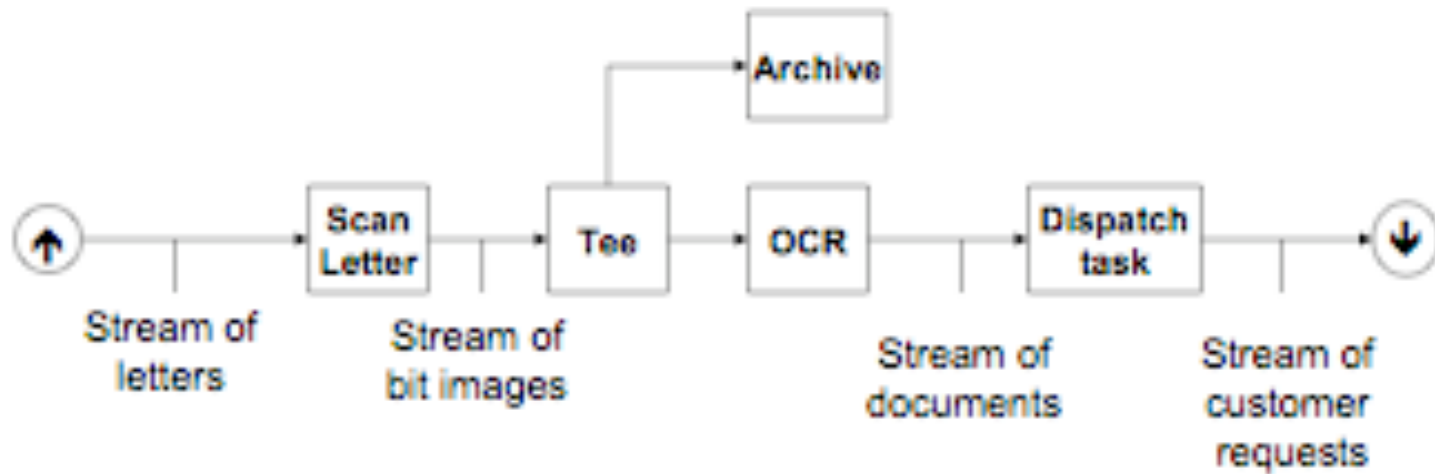 Archive
Scan
Letter
Tee
OCR
Dispatch
task
Stream of
letters
Stream of
bit images
Stream of
documents
Stream of
customer
requests